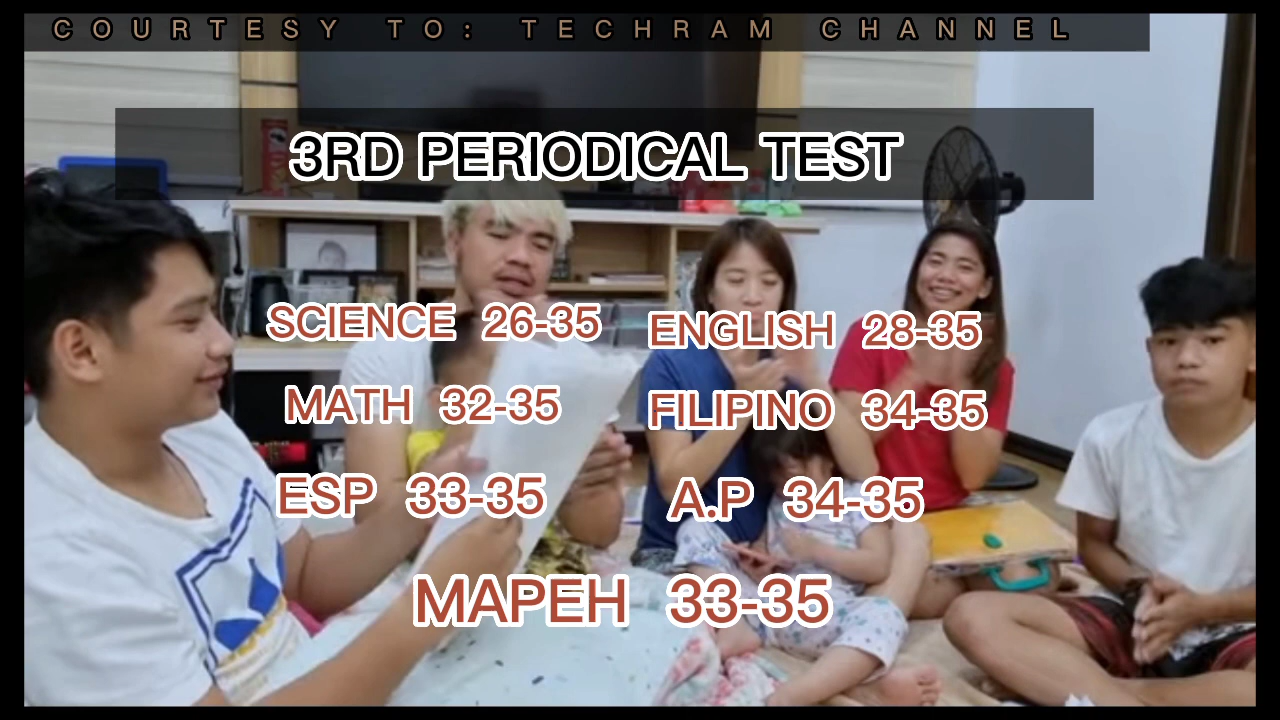 COURTESY TO: TECHRAM CHANNEL
3RD PERIODICAL TEST
SCIENCE 26-35 ENGLISH 28-35
MATH 32-35 FILIPINO 34-35
ESP 33-35 A.P 34-35
MAPEH 33-35